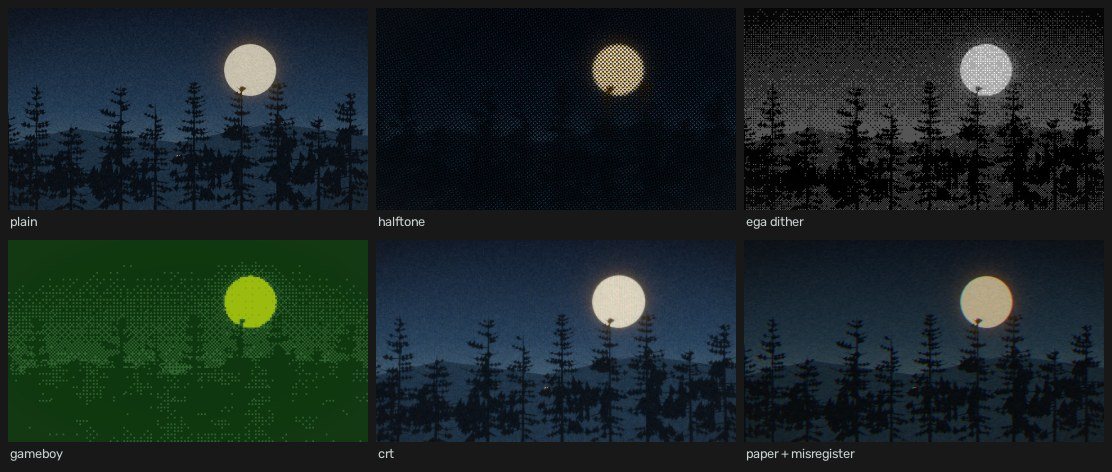 plain
halftone
ega dither
gameboy
crt
paper + misregister